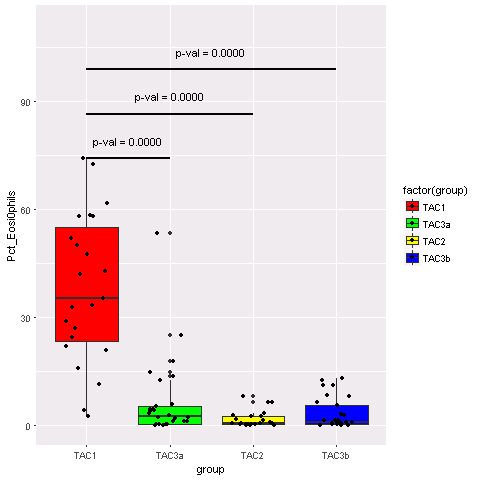 p-val = 0.0000
p-val = 0.0000
p-val = 0.0000
90
60
30
0
Pct_Eosi0phils
TAC1
TAC3a
TAC2
TAC3b
group
factor(group)
TAC1
TAC3a
TAC2
TAC3b